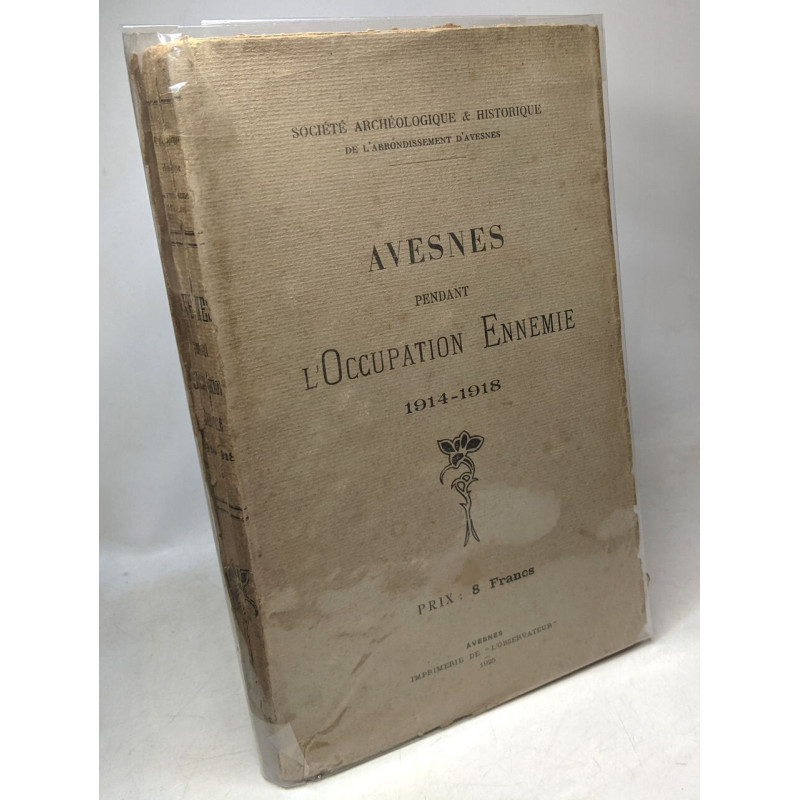 SOCIÉTÉ ARCHÉOLOGIQUE & HISTORIQUE
DE L'ARRONDISSEMENT D'AVESNES
AVESNES
PENDANT
L'OCCUPATION ENNEMIE
1914-1918
PRIX : 8 Francs
AVESNES
IMPRIMERIE DE "L'OBSERVATEUR"